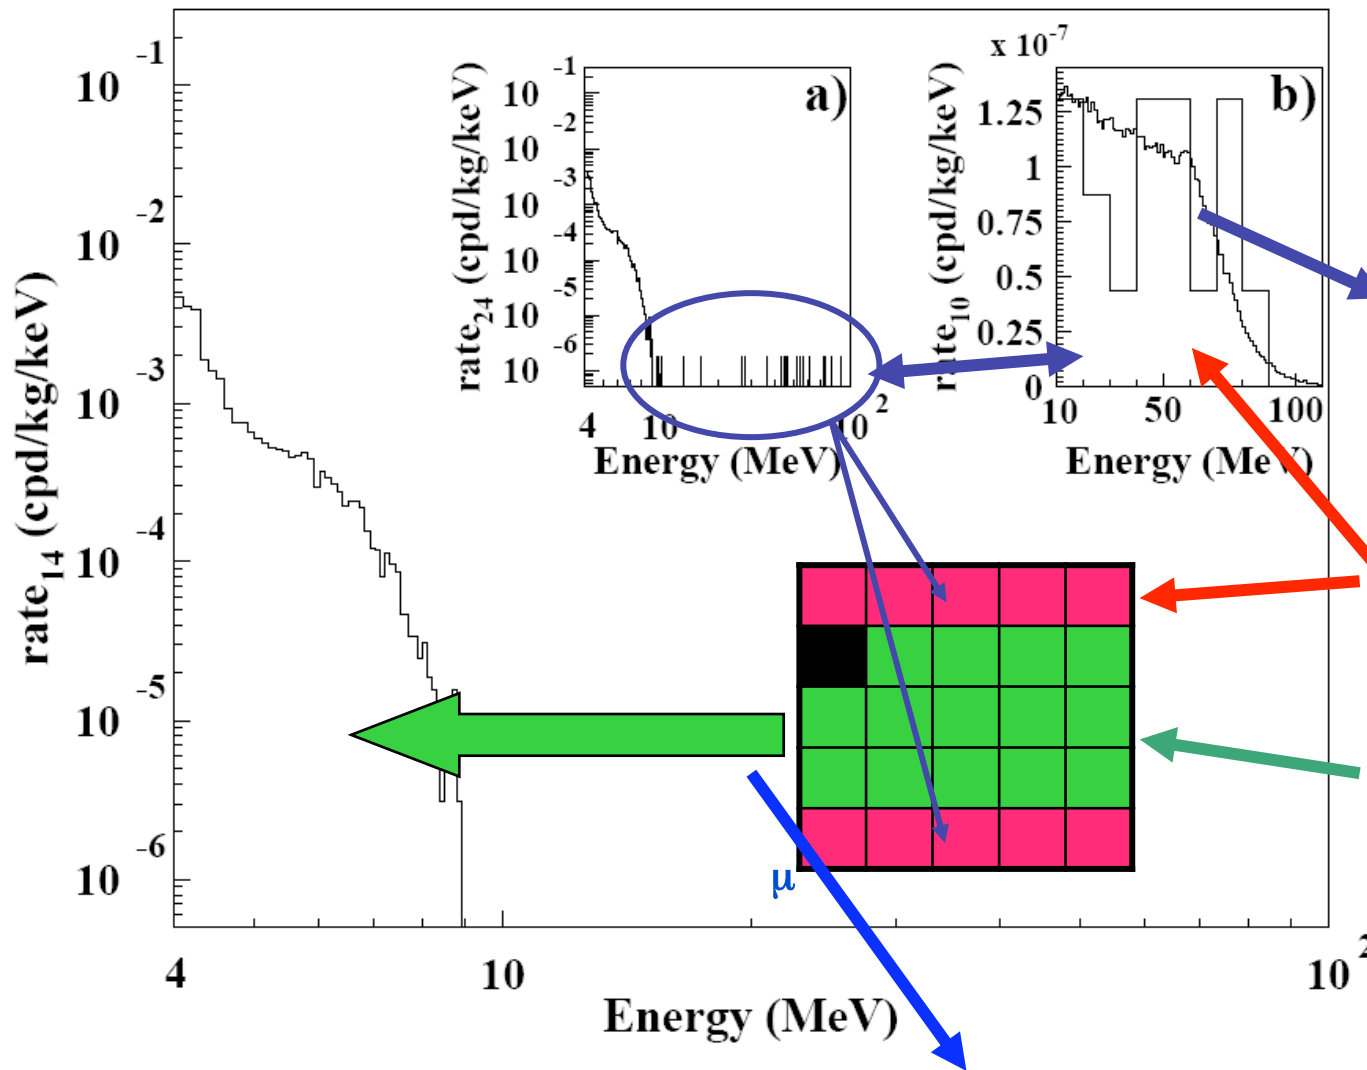 rate14 (cpd/kg/keV)
10-1
10-2
10-3
10-4
10-5
10-6
4
10
10 2
Energy (MeV)
a)
rate24 (cpd/kg/keV)
10-1
10-2
10-3
10-4
10-5
10-6
4
10
10 2
Energy (MeV)
b)
x 10-7
rate10 (cpd/kg/keV)
1.25
1
0.75
0.5
0.25
0
10
50
100
Energy (MeV)
μ